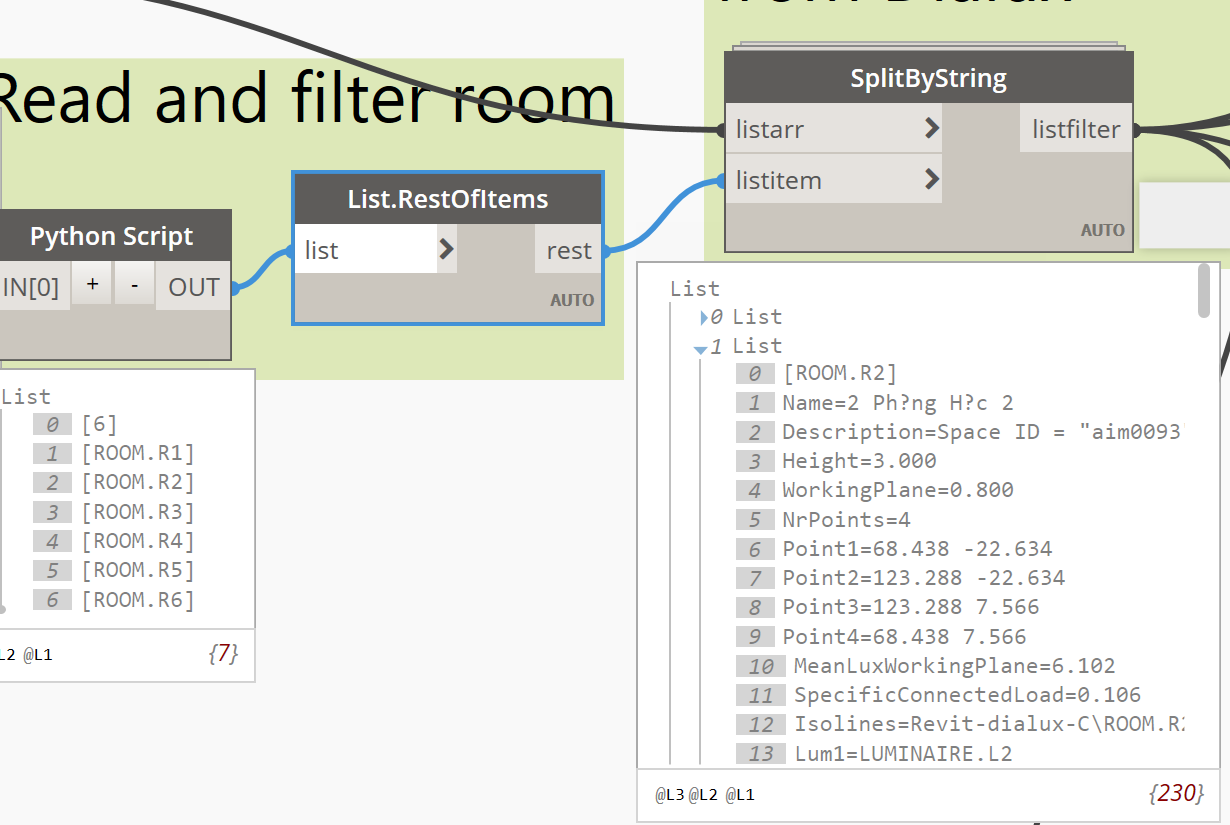 Read and filter room
Python Script
IN[0] + - OUT
List
0 [6]
1 [ROOM.R1]
2 [ROOM.R2]
3 [ROOM.R3]
4 [ROOM.R4]
5 [ROOM.R5]
6 [ROOM.R6]
L2 @L1 {7}
List.RestOfItems
list > rest
AUTO
SplitByString
listarr > listfilter
listitem >
AUTO
List
0 List
1 List
0 [ROOM.R2]
1 Name=2 Ph?ng H?c 2
2 Description=Space ID = "aim0093
3 Height=3.000
4 WorkingPlane=0.800
5 NrPoints=4
6 Point1=68.438 -22.634
7 Point2=123.288 -22.634
8 Point3=123.288 7.566
9 Point4=68.438 7.566
10 MeanLuxWorkingPlane=6.102
11 SpecificConnectedLoad=0.106
12 Isolines=Revit-dialux-C\ROOM.R2
13 Lum1=LUMINAIRE.L2
@L3 @L2 @L1 {230}